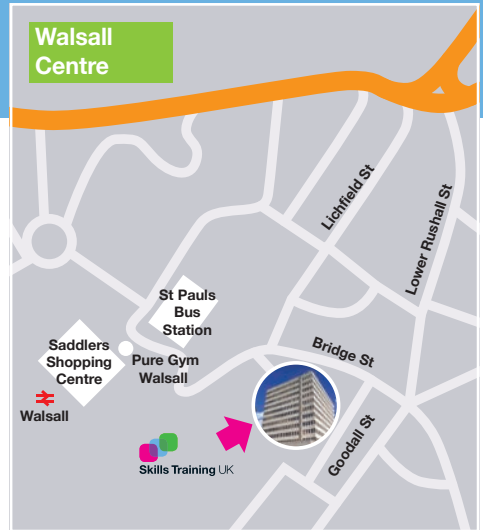 Walsall
Centre
Lichfield St
Lower Rushall St
St Pauls
Bus
Station
Bridge St
Saddlers
Shopping
Centre
Pure Gym
Walsall
Walsall
Goodall St
Skills Training UK